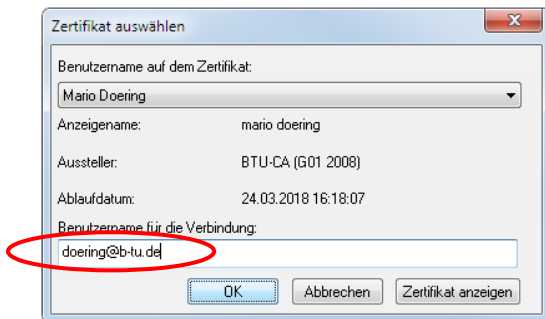 Zertifikat auswählen
Benutzername auf dem Zertifikat:
Mario Doering
Anzeigename: mario doering
Aussteller: BTU-CA (G01 2008)
Ablaufdatum: 24.03.2018 16:18:07
Benutzername für die Verbindung:
doering@b-tu.de
OK Abbrechen Zertifikat anzeigen